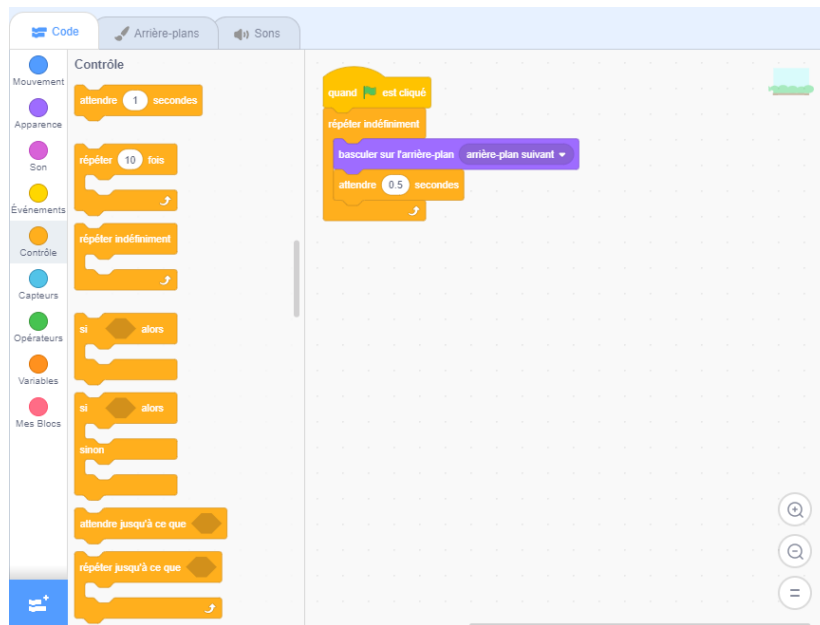 Code
Arrière-plans
Sons
Mouvement
Apparence
Son
Événements
Contrôle
Capteurs
Opérateurs
Variables
Mes Blocs
Contrôle
attendre 1 secondes
répéter 10 fois
répéter indéfiniment
si alors
si alors
sinon
attendre jusqu'à ce que
répéter jusqu'à ce que
quand est cliqué
répéter indéfiniment
basculer sur l'arrière-plan arrière-plan suivant
attendre 0.5 secondes